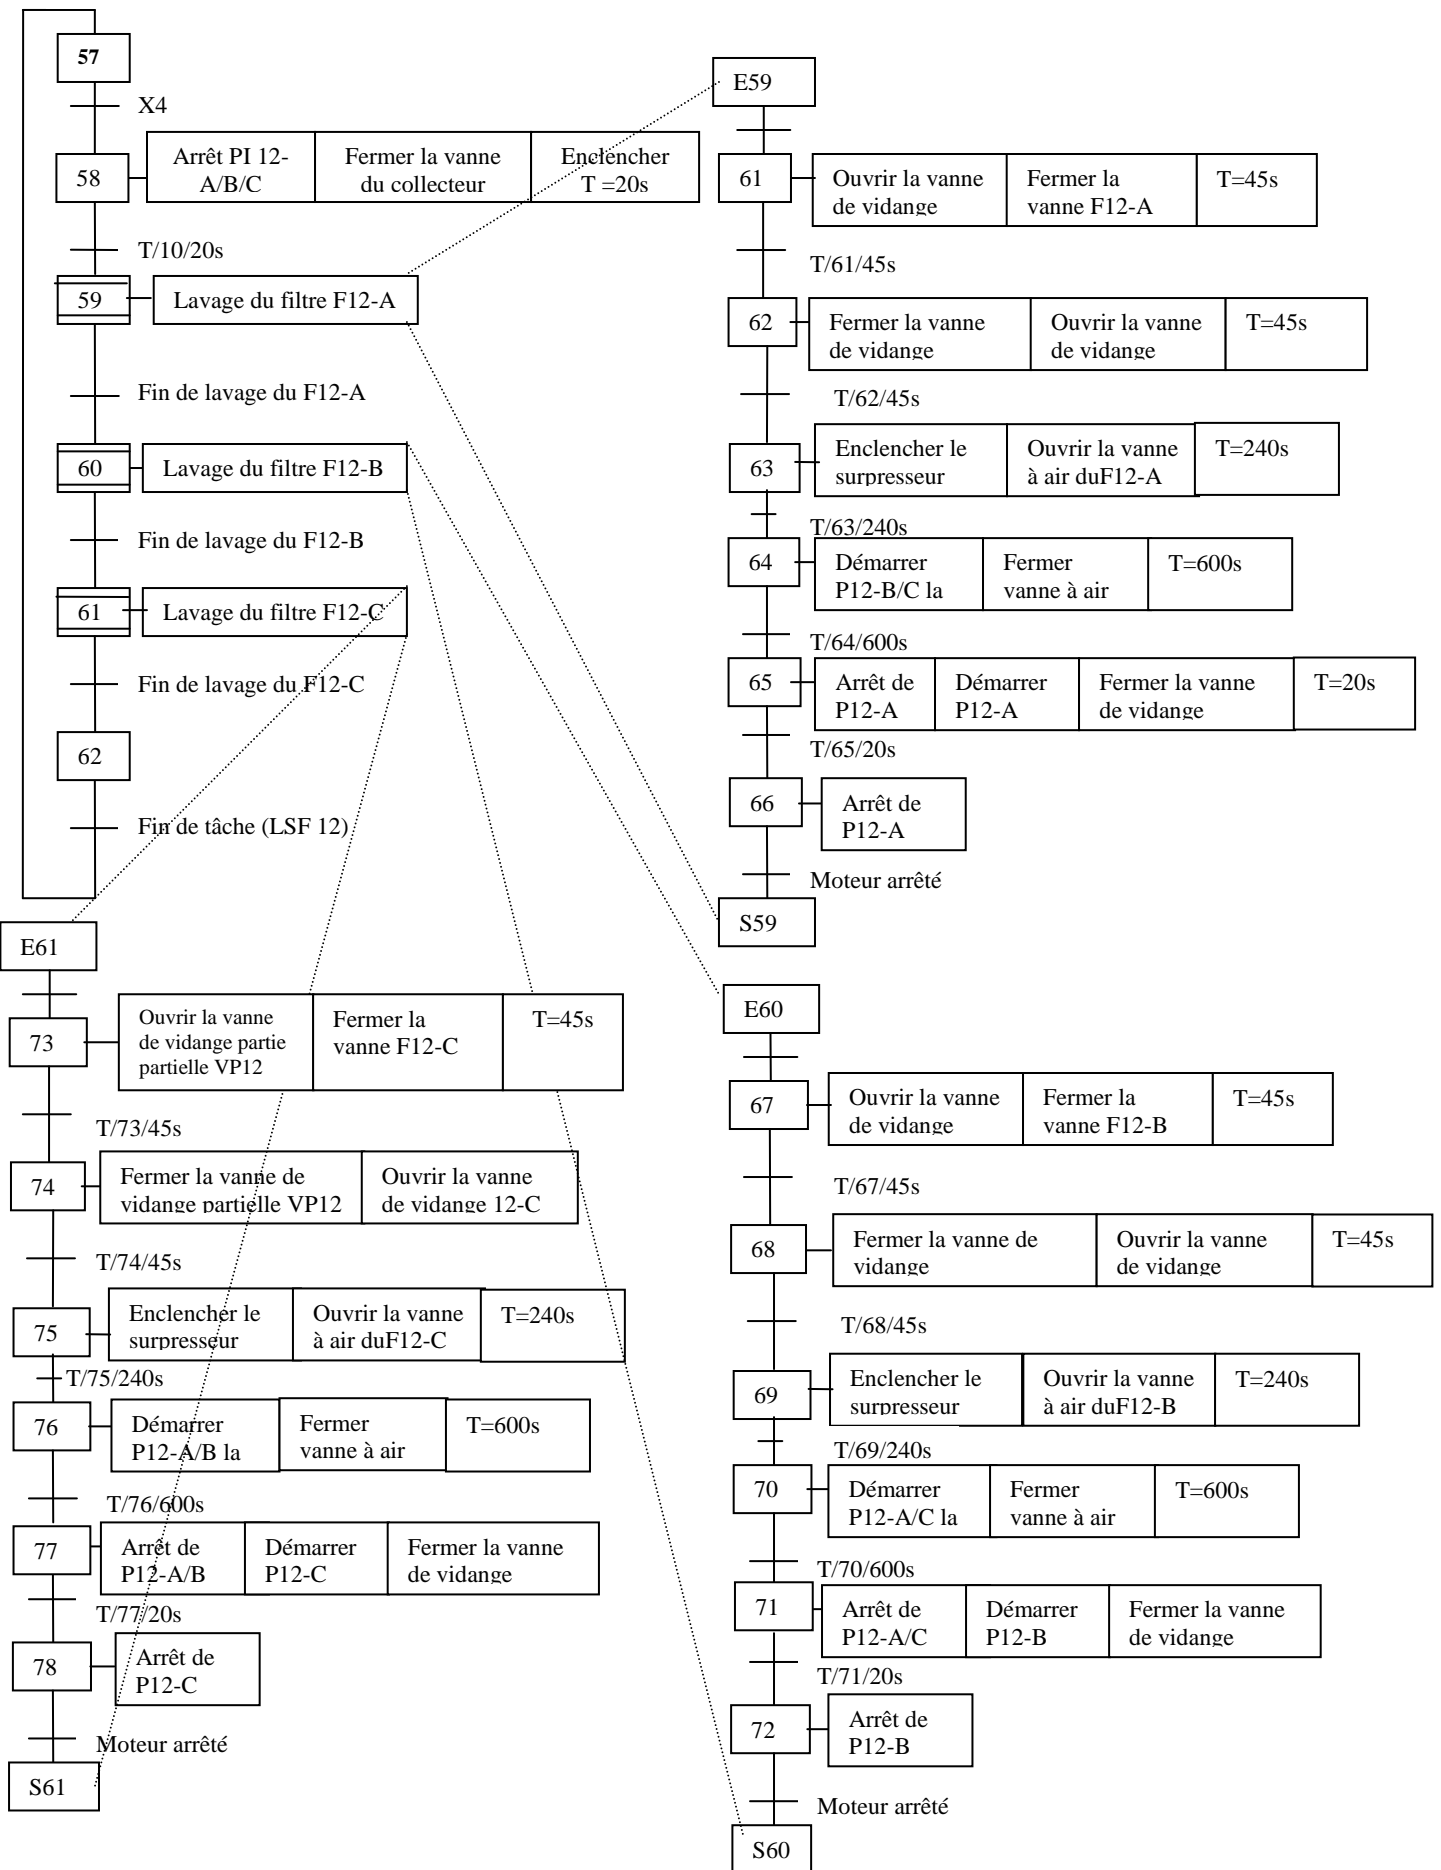 57
X4
58
Arrêt PI 12-
A/B/C
Fermer la vanne
du collecteur
Enclencher
T =20s
T/10/20s
59
Lavage du filtre F12-A
Fin de lavage du F12-A
60
Lavage du filtre F12-B
Fin de lavage du F12-B
61
Lavage du filtre F12-C
Fin de lavage du F12-C
62
Fin de tâche (LSF 12)
E59
61
Ouvrir la vanne
de vidange
Fermer la
vanne F12-A
T=45s
T/61/45s
62
Fermer la vanne
de vidange
Ouvrir la vanne
de vidange
T=45s
T/62/45s
63
Enclencher le
surpresseur
Ouvrir la vanne
à air duF12-A
T=240s
T/63/240s
64
Démarrer
P12-B/C la
Fermer
vanne à air
T=600s
T/64/600s
65
Arrêt de
P12-A
Démarrer
P12-A
Fermer la vanne
de vidange
T=20s
T/65/20s
66
Arrêt de
P12-A
Moteur arrêté
S59
E61
73
Ouvrir la vanne
de vidange partie
partielle VP12
Fermer la
vanne F12-C
T=45s
T/73/45s
74
Fermer la vanne de
vidange partielle VP12
Ouvrir la vanne
de vidange 12-C
T/74/45s
75
Enclencher le
surpresseur
Ouvrir la vanne
à air duF12-C
T=240s
T/75/240s
76
Démarrer
P12-A/B la
Fermer
vanne à air
T=600s
T/76/600s
77
Arrêt de
P12-A/B
Démarrer
P12-C
Fermer la vanne
de vidange
T/77/20s
78
Arrêt de
P12-C
Moteur arrêté
S61
E60
67
Ouvrir la vanne
de vidange
Fermer la
vanne F12-B
T=45s
T/67/45s
68
Fermer la vanne de
vidange
Ouvrir la vanne
de vidange
T=45s
T/68/45s
69
Enclencher le
surpresseur
Ouvrir la vanne
à air duF12-B
T=240s
T/69/240s
70
Démarrer
P12-A/C la
Fermer
vanne à air
T=600s
T/70/600s
71
Arrêt de
P12-A/C
Démarrer
P12-B
Fermer la vanne
de vidange
T/71/20s
72
Arrêt de
P12-B
Moteur arrêté
S60